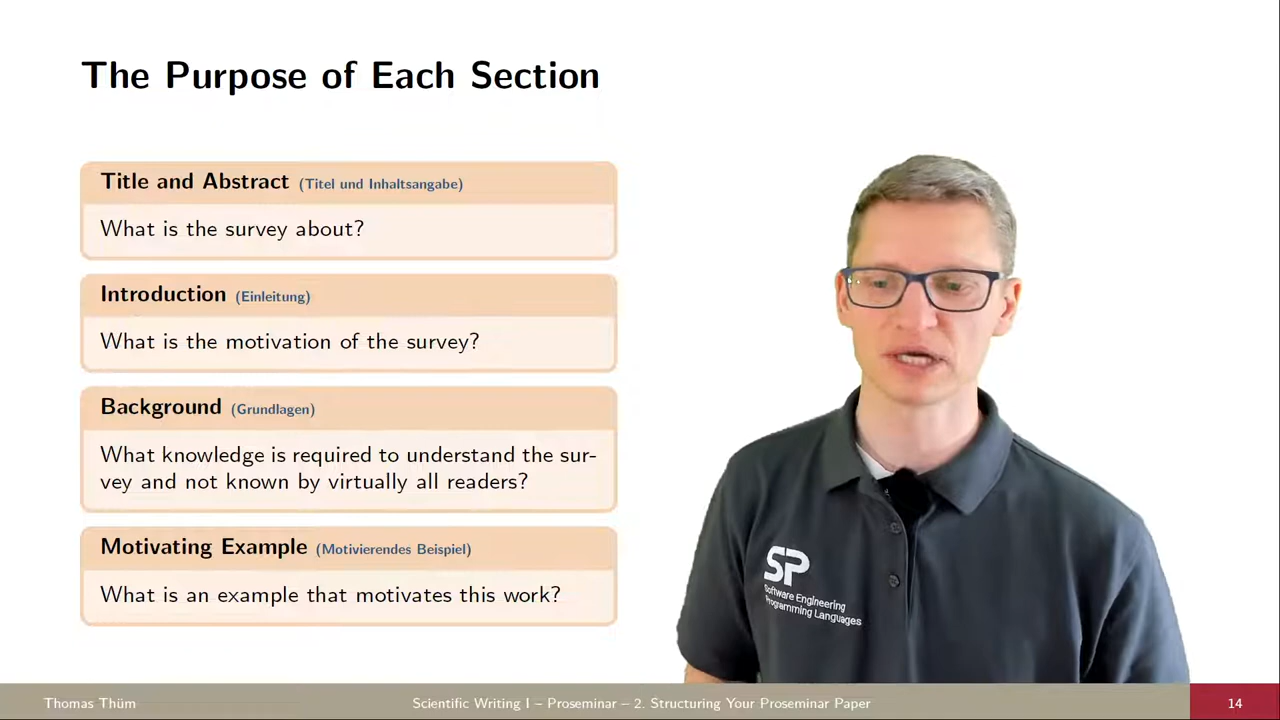 The Purpose of Each Section
Title and Abstract (Titel und Inhaltsangabe)
What is the survey about?
Introduction (Einleitung)
What is the motivation of the survey?
Background (Grundlagen)
What knowledge is required to understand the sur-
vey and not known by virtually all readers?
Motivating Example (Motivierendes Beispiel)
What is an example that motivates this work?
SP
Software Engineering
Programming Languages
Thomas Thüm
Scientific Writing I – Proseminar – 2. Structuring Your Proseminar Paper
14